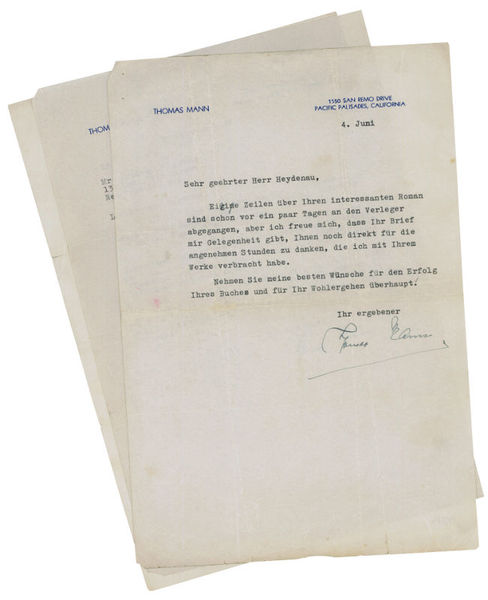 THOMAS MANN
1550 SAN REMO DRIVE
PACIFIC PALISADES, CALIFORNIA
4. Juni
Sehr geehrter Herr Heydenau,
Einige Zeilen über Ihren interessanten Roman
sind schon vor ein paar Tagen an den Verleger
abgegangen, aber ich freue mich, dass Ihr Brief
mir Gelegenheit gibt, Ihnen noch direkt für die
angenehmen Stunden zu danken, die ich mit Ihrem
Werke verbracht habe.
Nehmen Sie meine besten Wünsche für den Erfolg
Ihres Buches und für Ihr Wohlergehen überhaupt.
Ihr ergebener
Thomas Mann
THOM
Mr
13
Ne
L